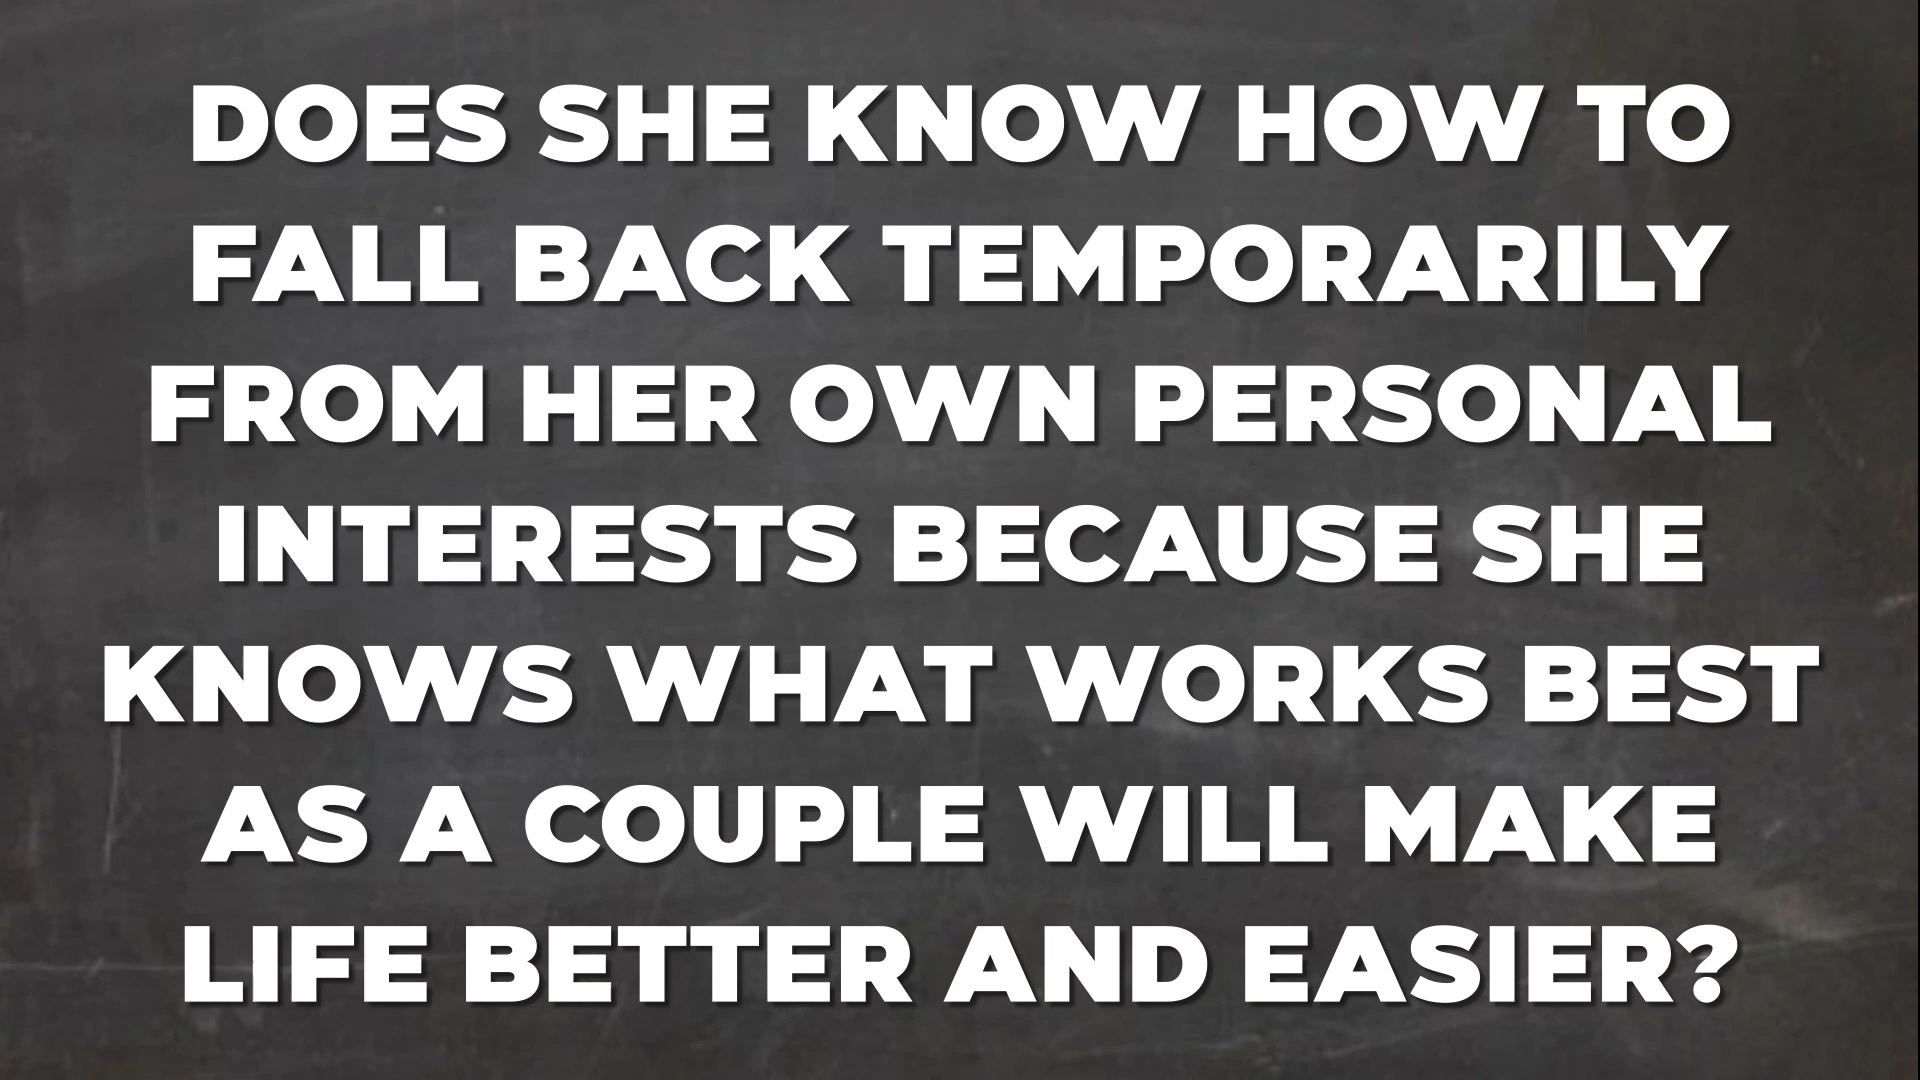 DOES SHE KNOW HOW TO
FALL BACK TEMPORARILY
FROM HER OWN PERSONAL
INTERESTS BECAUSE SHE
KNOWS WHAT WORKS BEST
AS A COUPLE WILL MAKE
LIFE BETTER AND EASIER?